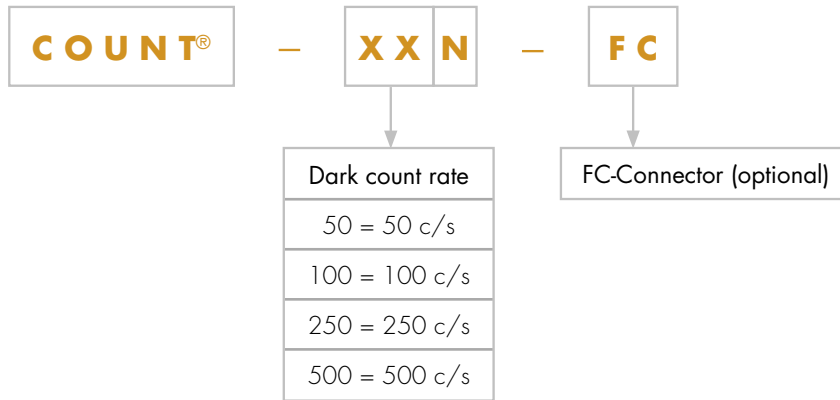 COUNT® – XXN – FC
Dark count rate
FC-Connector (optional)
50 = 50 c/s
100 = 100 c/s
250 = 250 c/s
500 = 500 c/s